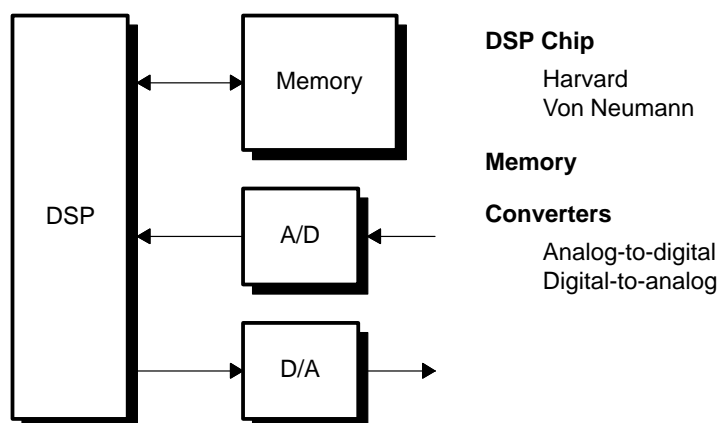 DSP
Memory
A/D
D/A
DSP Chip
Harvard
Von Neumann
Memory
Converters
Analog-to-digital
Digital-to-analog